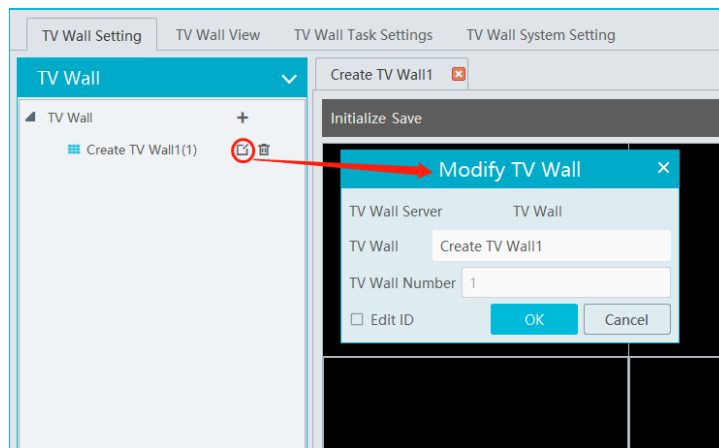 TV Wall Setting TV Wall View TV Wall Task Settings TV Wall System Setting
TV Wall
Create TV Wall1
TV Wall
Initialize Save
Create TV Wall1(1)
Modify TV Wall
TV Wall Server TV Wall
TV Wall Create TV Wall1
TV Wall Number 1
Edit ID OK Cancel